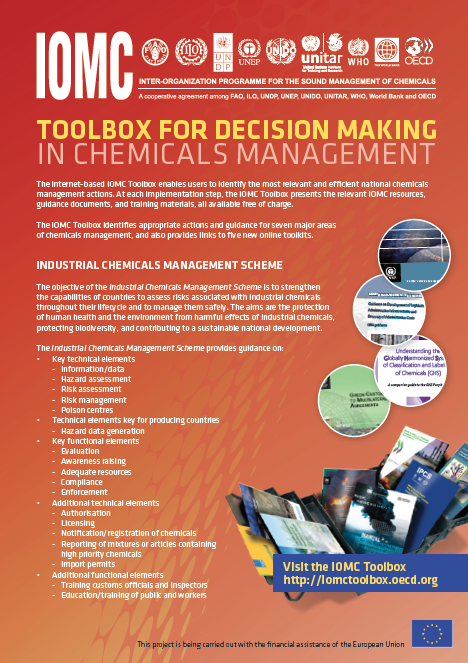 IOMC
FAO
ILO
UNDP
UNEP
UNIDO
unitar
WHO
OECD
INTER-ORGANIZATION PROGRAMME FOR THE SOUND MANAGEMENT OF CHEMICALS
A cooperative agreement among FAO, ILO, UNDP, UNEP, UNIDO, UNITAR, WHO, World Bank and OECD
TOOLBOX FOR DECISION MAKING
IN CHEMICALS MANAGEMENT
The internet-based IOMC Toolbox enables users to identify the most relevant and efficient national chemicals
management actions. At each implementation step, the IOMC Toolbox presents the relevant IOMC resources,
guidance documents, and training materials, all available free of charge.
The IOMC Toolbox identifies appropriate actions and guidance for seven major areas
of chemicals management, and also provides links to five new online toolkits.
INDUSTRIAL CHEMICALS MANAGEMENT SCHEME
The objective of the Industrial Chemicals Management Scheme is to strengthen
the capabilities of countries to assess risks associated with industrial chemicals
throughout their lifecycle and to manage them safely. The aims are the protection
of human health and the environment from harmful effects of industrial chemicals,
protecting biodiversity, and contributing to a sustainable national development.
The Industrial Chemicals Management Scheme provides guidance on:
• Key technical elements
- Information/data
- Hazard assessment
- Risk assessment
- Risk management
- Poison centres
• Technical elements key for producing countries
- Hazard data generation
• Key functional elements
- Evaluation
- Awareness raising
- Adequate resources
- Compliance
- Enforcement
• Additional technical elements
- Authorisation
- Licensing
- Notification/registration of chemicals
- Reporting of mixtures or articles containing
high priority chemicals
- Import permits
• Additional functional elements
- Training customs officials and inspectors
- Education/training of public and workers
Understanding the
Globally Harmonized Sys
of Classification and Label
of Chemicals (GHS)
IPCS
Visit the IOMC Toolbox
http://iomctoolbox.oecd.org
This project is being carried out with the financial assistance of the European Union